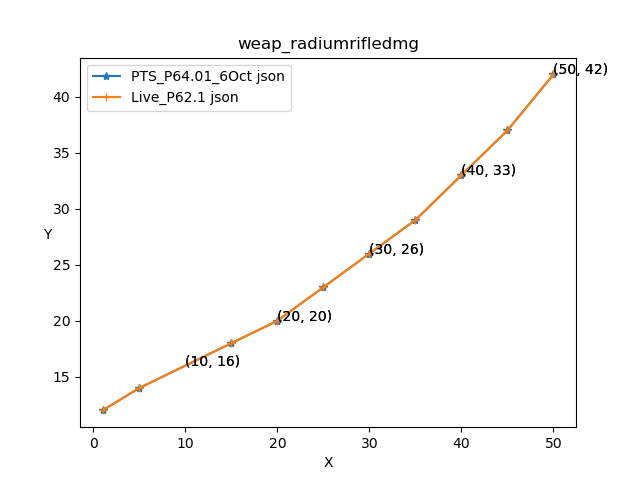 weap_radiumrifledmg
PTS_P64.01_6Oct json
Live_P62.1 json
(50, 42)
(40, 33)
(30, 26)
(20, 20)
(10, 16)
40
35
30
25
20
15
Y
0 10 20 30 40 50
X